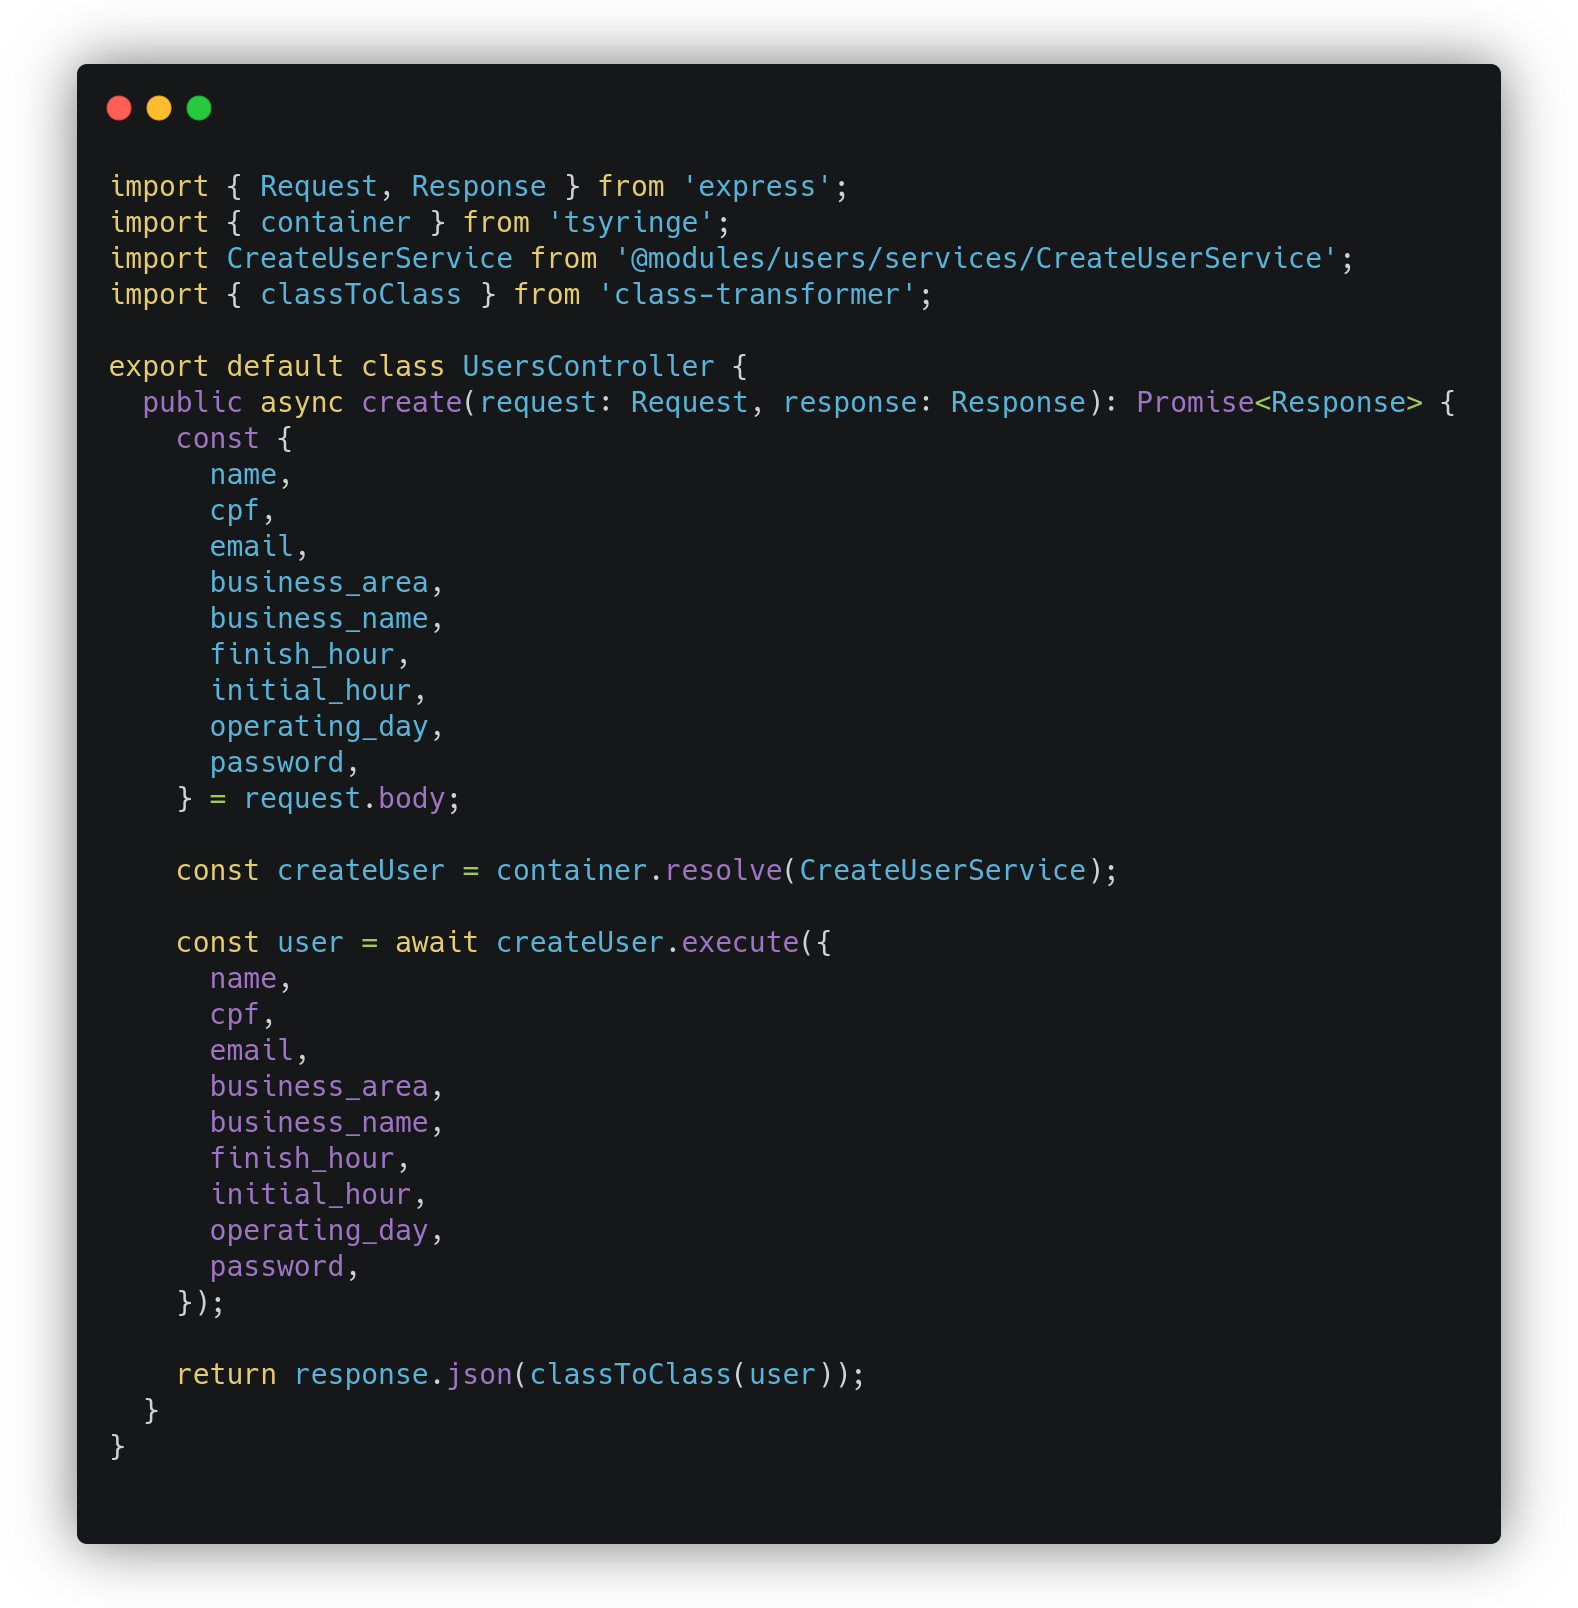 import { Request, Response } from 'express';
import { container } from 'tsyringe';
import CreateUserService from '@modules/users/services/CreateUserService';
import { classToClass } from 'class-transformer';

export default class UsersController {
  public async create(request: Request, response: Response): Promise<Response> {
    const {
      name,
      cpf,
      email,
      business_area,
      business_name,
      finish_hour,
      initial_hour,
      operating_day,
      password,
    } = request.body;

    const createUser = container.resolve(CreateUserService);

    const user = await createUser.execute({
      name,
      cpf,
      email,
      business_area,
      business_name,
      finish_hour,
      initial_hour,
      operating_day,
      password,
    });

    return response.json(classToClass(user));
  }
}